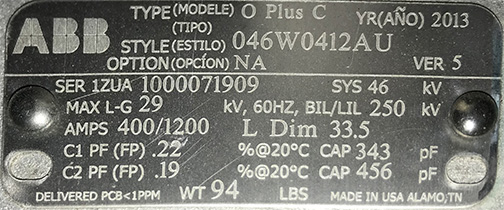 ABB
TYPE (MODELE) (TIPO) O Plus C YR(AÑO) 2013
STYLE (ESTILO) 046W0412AU
OPTION (OPCÍON) NA VER 5
SER 1ZUA 1000071909 SYS 46 kV
MAX L-G 29 kV, 60HZ, BIL/LIL 250 kV
AMPS 400/1200 L Dim 33.5
C1 PF (FP) .22 %@20°C CAP 343 pF
C2 PF (FP) .19 %@20°C CAP 456 pF
DELIVERED PCB<1PPM WT 94 LBS MADE IN USA ALAMO,TN